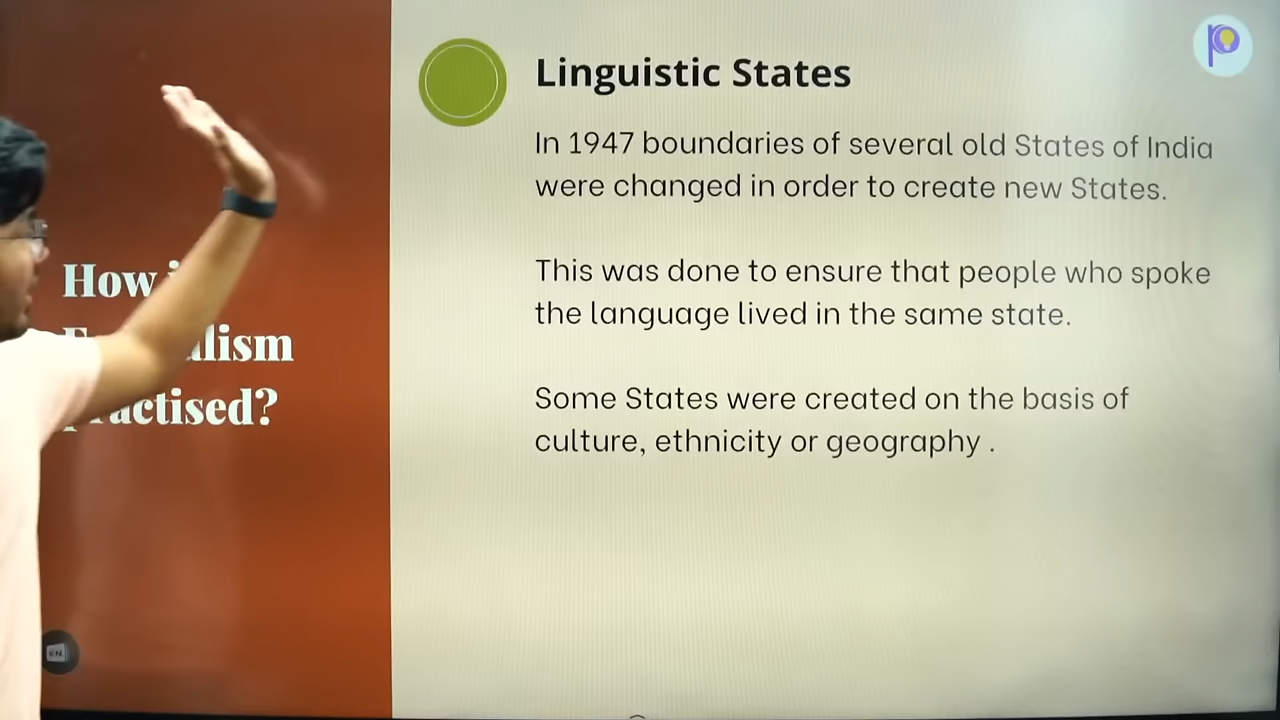 Linguistic States
In 1947 boundaries of several old States of India
were changed in order to create new States.
This was done to ensure that people who spoke
the language lived in the same state.
Some States were created on the basis of
culture, ethnicity or geography .
How
practised?
EN